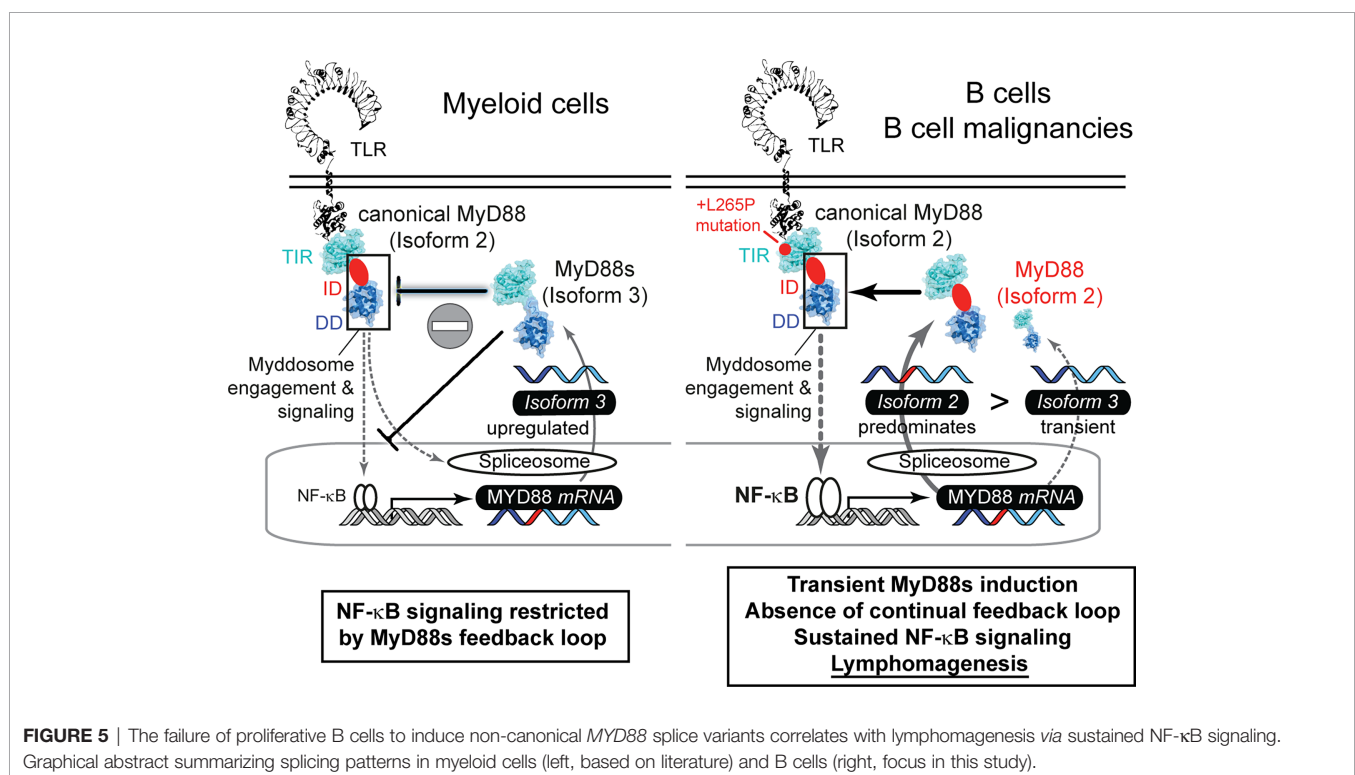 Myeloid cells
TLR
canonical MyD88
(Isoform 2)
TIR
ID
DD
MyD88s
(Isoform 3)
Myddosome
engagement &
signaling
Isoform 3
upregulated
Spliceosome
NF-κB
MYD88 mRNA
NF-κB signaling restricted
by MyD88s feedback loop
B cells
B cell malignancies
TLR
+L265P
mutation
canonical MyD88
(Isoform 2)
TIR
ID
DD
MyD88
(Isoform 2)
Myddosome
engagement &
signaling
Isoform 2 > Isoform 3
predominates transient
Spliceosome
NF-κB
MYD88 mRNA
Transient MyD88s induction
Absence of continual feedback loop
Sustained NF-κB signaling
Lymphomagenesis
FIGURE 5 | The failure of proliferative B cells to induce non-canonical MYD88 splice variants correlates with lymphomagenesis via sustained NF-κB signaling.
Graphical abstract summarizing splicing patterns in myeloid cells (left, based on literature) and B cells (right, focus in this study).